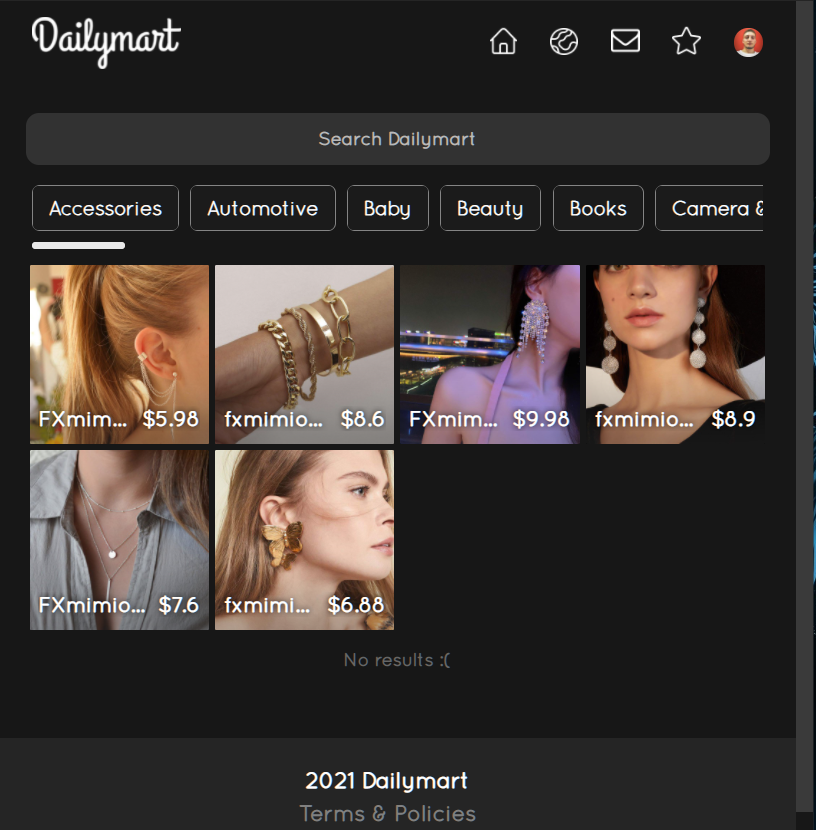 Dailymart
Search Dailymart
Accessories Automotive Baby Beauty Books Camera &
FXmim... $5.98 fxmimio... $8.6 FXmim... $9.98 fxmimio... $8.9
FXmimio... $7.6 fxmimi... $6.88
No results :(
2021 Dailymart
Terms & Policies